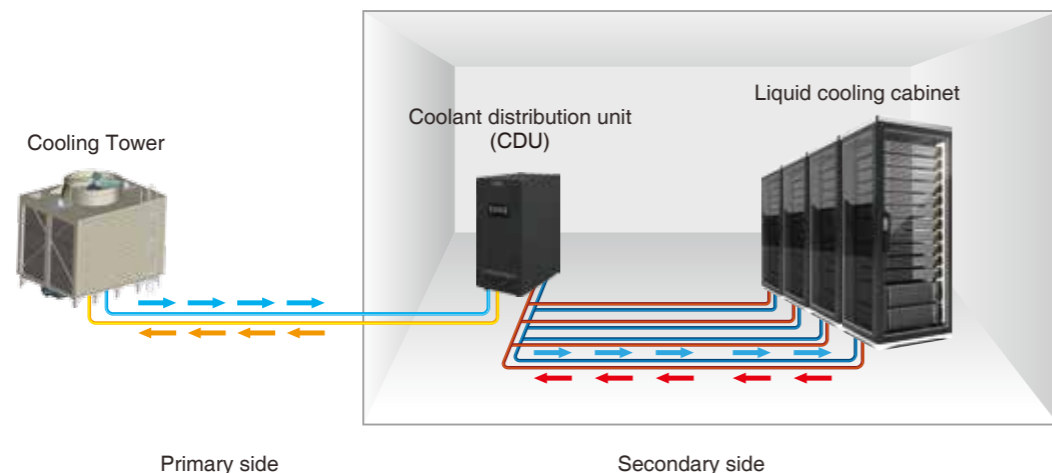 Liquid cooling cabinet
Coolant distribution unit
(CDU)
Cooling Tower
Primary side
Secondary side